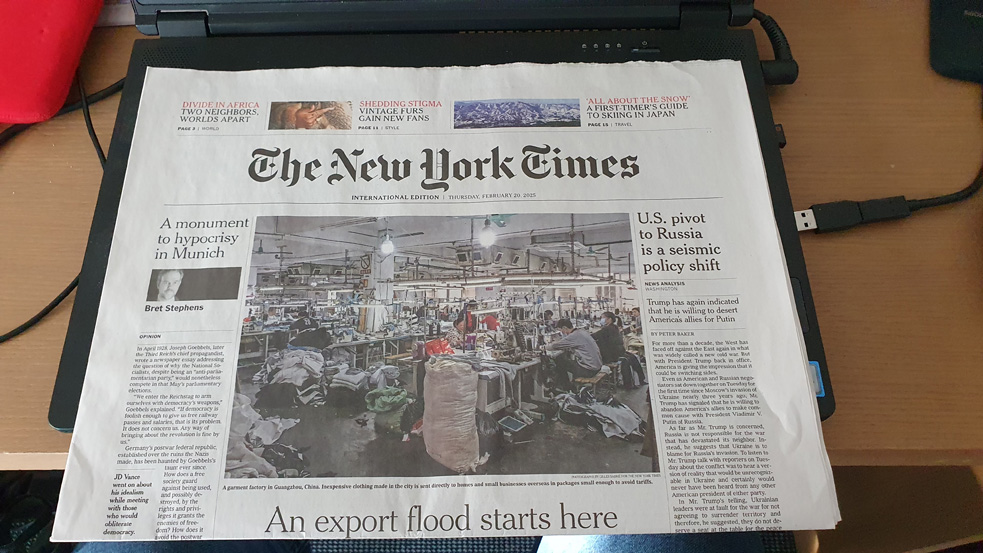 DIVIDE IN AFRICA
TWO NEIGHBORS,
WORLDS APART
PAGE 3 | WORLD
SHEDDING STIGMA
VINTAGE FURS
GAIN NEW FANS
PAGE 11 | STYLE
'ALL ABOUT THE SNOW'
A FIRST-TIMER'S GUIDE
TO SKIING IN JAPAN
PAGE 15 | TRAVEL
The New York Times
INTERNATIONAL EDITION | THURSDAY, FEBRUARY 20, 2025
A monument
to hypocrisy
in Munich
Bret Stephens
OPINION
In April 1928, Joseph Goebbels, later
the Third Reich's chief propagandist,
wrote a newspaper essay addressing
the question of why the National So-
cialists, despite being an "anti-parlia-
mentarian party," would nonetheless
compete in that May's parliamentary
elections.
"We enter the Reichstag to arm
ourselves with democracy's weapons,"
Goebbels explained. "If democracy is
foolish enough to give us free railway
passes and salaries, that is its problem.
It does not concern us. Any way of
bringing about the revolution is fine by
us."
Germany's postwar federal republic,
established over the ruins the Nazis
made, has been haunted by Goebbels's
taunt ever since.
How does a free
society guard
against being used,
and possibly de-
stroyed, by the
rights and privi-
leges it grants the
enemies of free-
dom? How does it
avoid the postwar
JD Vance
went on about
his idealism
while meeting
with those
who would
obliterate
democracy.
A garment factory in Guangzhou, China. Inexpensive clothing made in the city is sent directly to homes and small businesses overseas in packages small enough to avoid tariffs.
An export flood starts here
U.S. pivot
to Russia
is a seismic
policy shift
NEWS ANALYSIS
WASHINGTON
Trump has again indicated
that he is willing to desert
America's allies for Putin
BY PETER BAKER
For more than a decade, the West has
faced off against the East again in what
was widely called a new cold war. But
with President Trump back in office,
America is giving the impression that it
could be switching sides.
Even as American and Russian nego-
tiators sat down together on Tuesday for
the first time since Moscow's invasion of
Ukraine nearly three years ago, Mr.
Trump has signaled that he is willing to
abandon America's allies to make com-
mon cause with President Vladimir V.
Putin of Russia.
As far as Mr. Trump is concerned,
Russia is not responsible for the war
that has devastated its neighbor. In-
stead, he suggests that Ukraine is to
blame for Russia's invasion. To listen to
Mr. Trump talk with reporters on Tues-
day about the conflict was to hear a ver-
sion of reality that would be unrecogniz-
able in Ukraine and certainly would
never have been heard from any other
American president of either party.
In Mr. Trump's telling, Ukrainian
leaders were at fault for the war for not
agreeing to surrender territory and
therefore, he suggested, they do not de-
serve a seat at the table for the peace